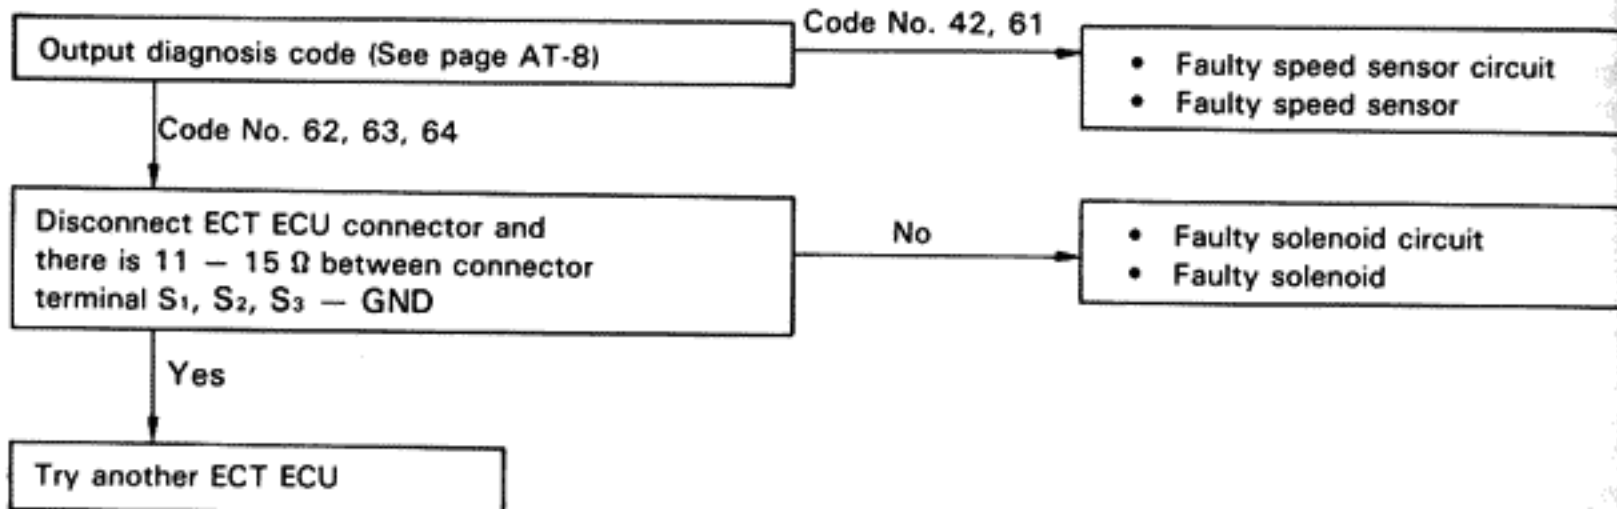 Code No. 42, 61
Output diagnosis code (See page AT-8)
• Faulty speed sensor circuit
• Faulty speed sensor
Code No. 62, 63, 64
Disconnect ECT ECU connector and
there is 11 — 15 Ω between connector
terminal S₁, S₂, S₃ — GND
No
• Faulty solenoid circuit
• Faulty solenoid
Yes
Try another ECT ECU